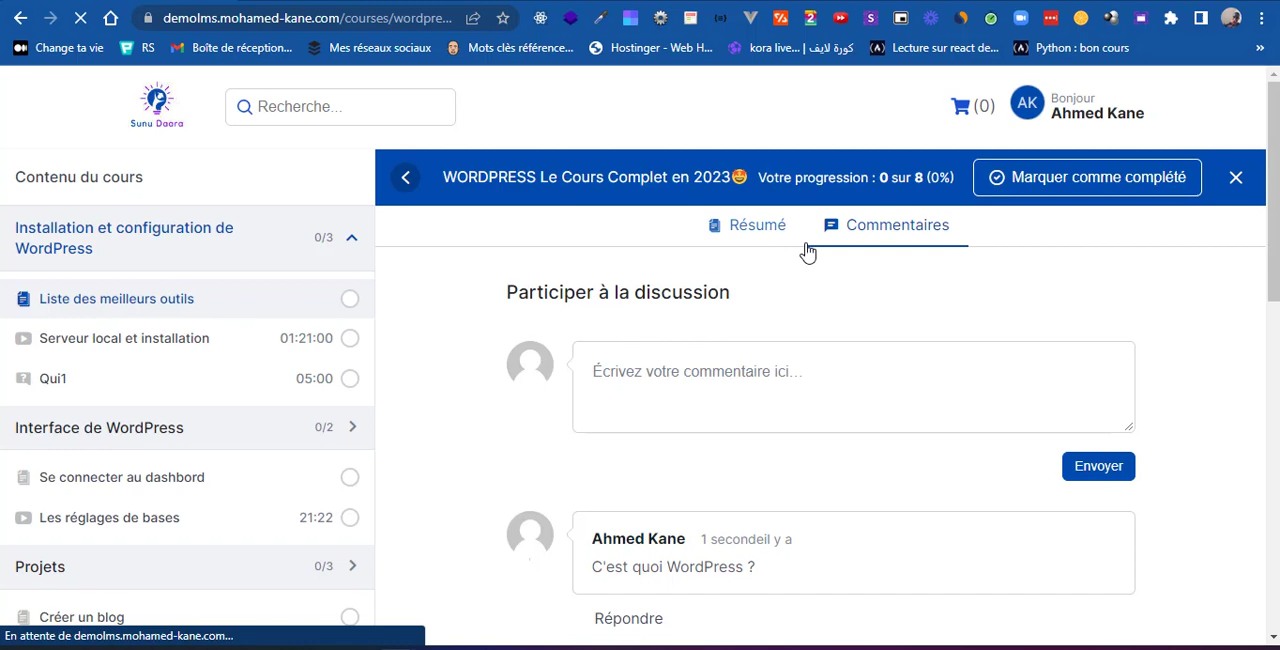 demolms.mohamed-kane.com/courses/wordpre...
Change ta vie
RS
Boîte de réception...
Mes réseaux sociaux
Mots clés référence...
Hostinger - Web H...
kora live... | كورة لايف
Lecture sur react de...
Python : bon cours
»
Sunu Daara
Recherche...
(0)
AK
Bonjour
Ahmed Kane
Contenu du cours
WORDPRESS Le Cours Complet en 2023🤩 Votre progression : 0 sur 8 (0%)
Marquer comme complété
Résumé
Commentaires
Installation et configuration de
WordPress
0/3
Liste des meilleurs outils
Serveur local et installation
01:21:00
Qui1
05:00
Interface de WordPress
0/2
Se connecter au dashbord
Les réglages de bases
21:22
Projets
0/3
Créer un blog
En attente de demolms.mohamed-kane.com...
Participer à la discussion
Écrivez votre commentaire ici...
Envoyer
Ahmed Kane 1 secondeil y a
C'est quoi WordPress ?
Répondre